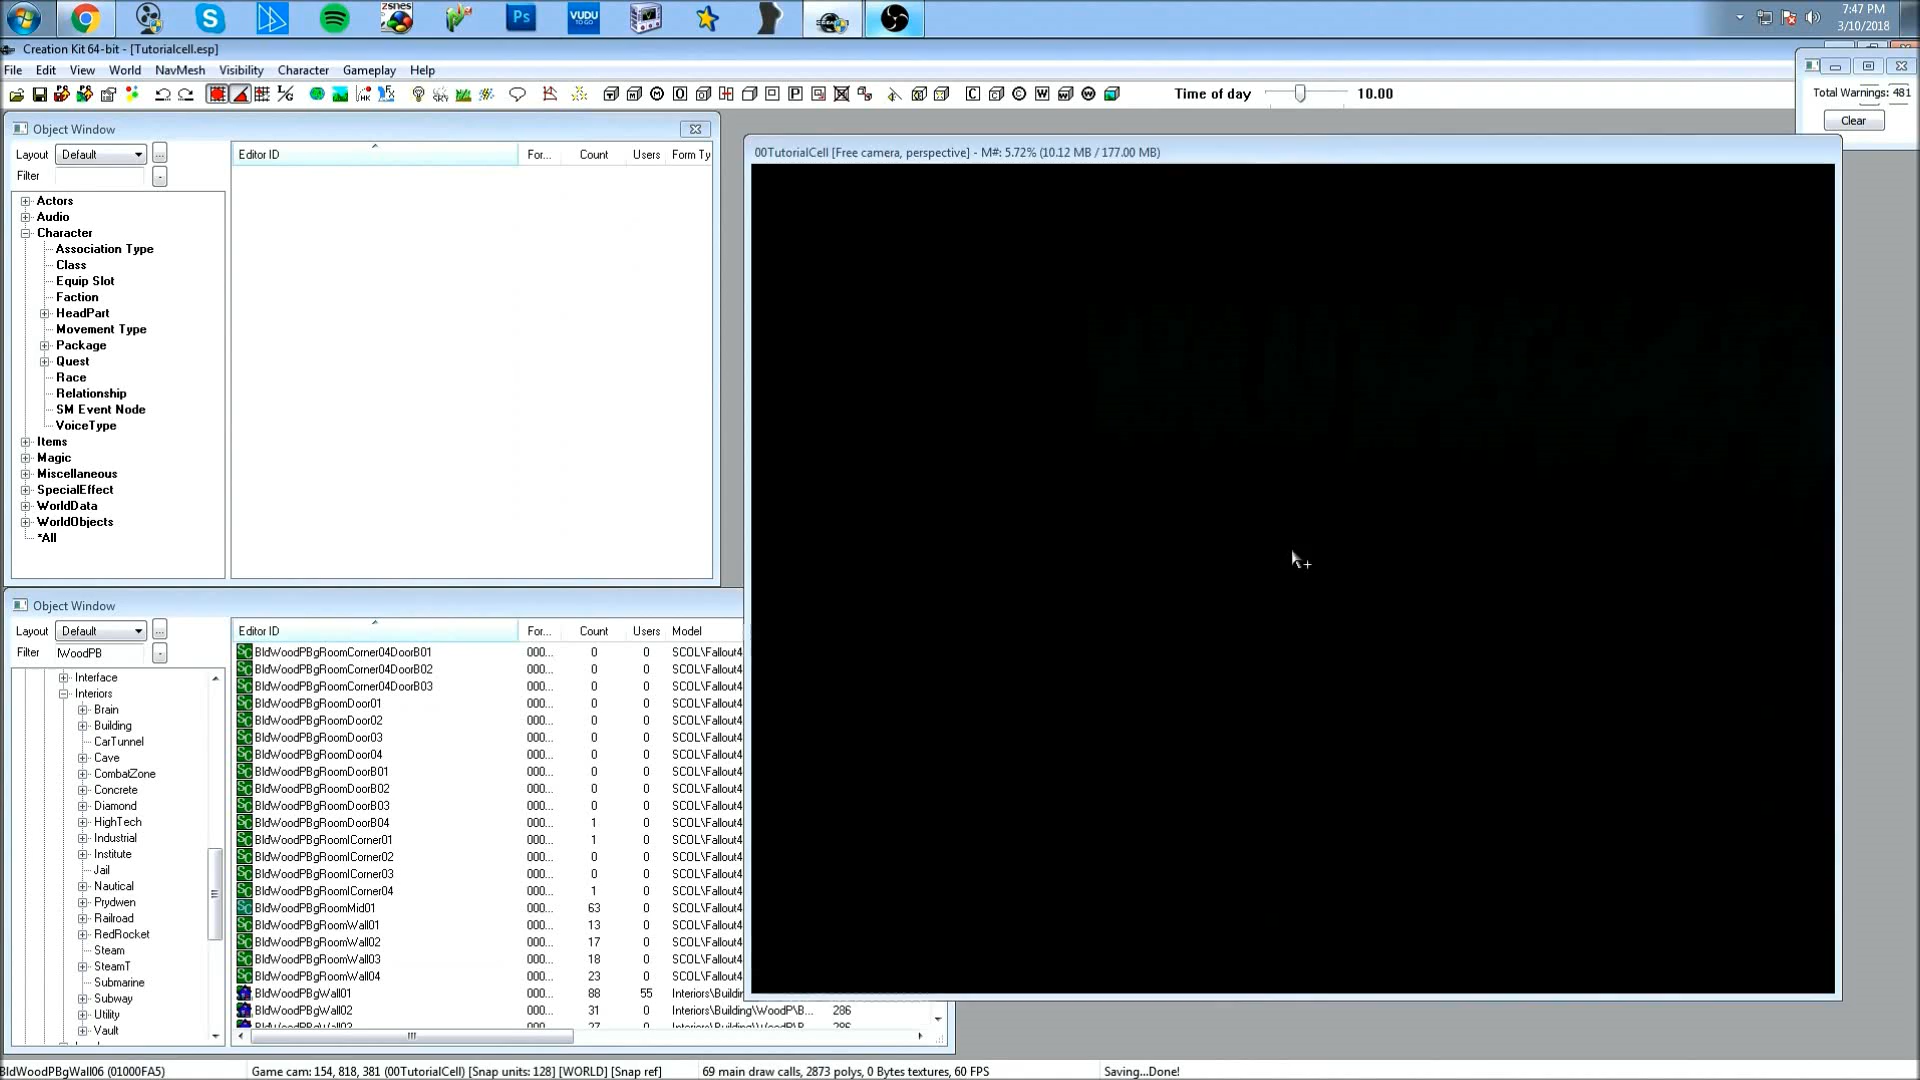 7:47 PM
3/10/2018
zsnes
Ps
VUDU
TO GO
Creation Kit 64-bit - [Tutorialcell.esp]
File Edit View World NavMesh Visibility Character Gameplay Help
Time of day 10.00
Total Warnings: 481
Clear
Object Window
Layout Default ...
Filter
Editor ID For... Count Users Form Ty
Actors
Audio
Character
Association Type
Class
Equip Slot
Faction
HeadPart
Movement Type
Package
Quest
Race
Relationship
SM Event Node
VoiceType
Items
Magic
Miscellaneous
SpecialEffect
WorldData
WorldObjects
*All
00TutorialCell [Free camera, perspective] - M#: 5.72% (10.12 MB / 177.00 MB)
Object Window
Layout Default ...
Filter lWoodPB
Interface
Interiors
Brain
Building
CarTunnel
Cave
CombatZone
Concrete
Diamond
HighTech
Industrial
Institute
Jail
Nautical
Prydwen
Railroad
RedRocket
Steam
SteamT
Submarine
Subway
Utility
Vault
Editor ID For... Count Users Model
BldWoodPBgRoomCorner04DoorB01 000... 0 0 SCOL\Fallout4
BldWoodPBgRoomCorner04DoorB02 000... 0 0 SCOL\Fallout4
BldWoodPBgRoomCorner04DoorB03 000... 0 0 SCOL\Fallout4
BldWoodPBgRoomDoor01 000... 0 0 SCOL\Fallout4
BldWoodPBgRoomDoor02 000... 0 0 SCOL\Fallout4
BldWoodPBgRoomDoor03 000... 0 0 SCOL\Fallout4
BldWoodPBgRoomDoor04 000... 0 0 SCOL\Fallout4
BldWoodPBgRoomDoorB01 000... 0 0 SCOL\Fallout4
BldWoodPBgRoomDoorB02 000... 0 0 SCOL\Fallout4
BldWoodPBgRoomDoorB03 000... 0 0 SCOL\Fallout4
BldWoodPBgRoomDoorB04 000... 1 0 SCOL\Fallout4
BldWoodPBgRoomICorner01 000... 1 0 SCOL\Fallout4
BldWoodPBgRoomICorner02 000... 0 0 SCOL\Fallout4
BldWoodPBgRoomICorner03 000... 0 0 SCOL\Fallout4
BldWoodPBgRoomICorner04 000... 1 0 SCOL\Fallout4
BldWoodPBgRoomMid01 000... 63 0 SCOL\Fallout4
BldWoodPBgRoomWall01 000... 13 0 SCOL\Fallout4
BldWoodPBgRoomWall02 000... 17 0 SCOL\Fallout4
BldWoodPBgRoomWall03 000... 18 0 SCOL\Fallout4
BldWoodPBgRoomWall04 000... 23 0 SCOL\Fallout4
BldWoodPBgWall01 000... 88 55 Interiors\Buildin
BldWoodPBgWall02 000... 31 0 Interiors\Building\WoodP\B... 286
BldWoodPBgWall06 (01000FA5) Game cam: 154, 818, 381 (00TutorialCell) [Snap units: 128] [WORLD] [Snap ref] 69 main draw calls, 2873 polys, 0 Bytes textures, 60 FPS Saving...Done!